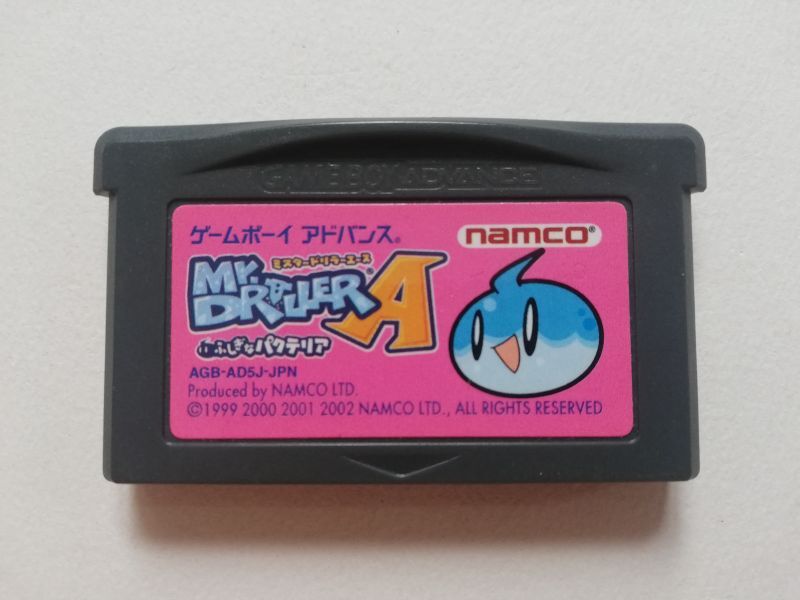 GAME BOY ADVANCE
ゲームボーイ アドバンス®
namco®
ミスタードリラーエース
MR. DRILLER® A
ふしぎなパクテリア
AGB-AD5J-JPN
Produced by NAMCO LTD.
©1999 2000 2001 2002 NAMCO LTD., ALL RIGHTS RESERVED